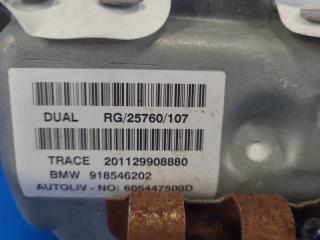 DUAL RG/25760/107
TRACE 201129908880
BMW 918546202
AUTOLIV - NO: 605447500D